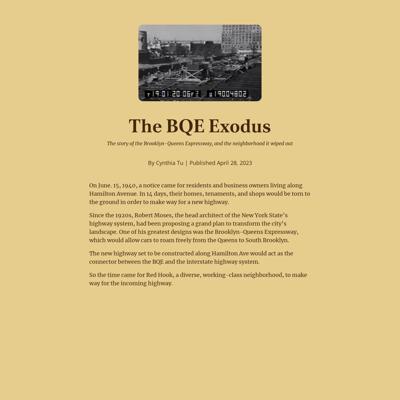 The BQE Exodus
The story of the Brooklyn-Queens Expressway, and the neighborhood it wiped out
By Cynthia Tu | Published April 28, 2023
On June. 15, 1940, a notice came for residents and business owners living along
Hamilton Avenue. In 14 days, their homes, tenaments, and shops would be torn to
the ground in order to make way for a new highway.
Since the 1920s, Robert Moses, the head architect of the New York State's
highway system, had been proposing a grand plan to transform the city's
landscape. One of his greatest designs was the Brooklyn-Queens Expressway,
which would allow cars to roam freely from the Queens to South Brooklyn.
The new highway set to be constructed along Hamilton Ave would act as the
connector between the BQE and the interstate highway system.
So the time came for Red Hook, a diverse, working-class neighborhood, to make
way for the incoming highway.